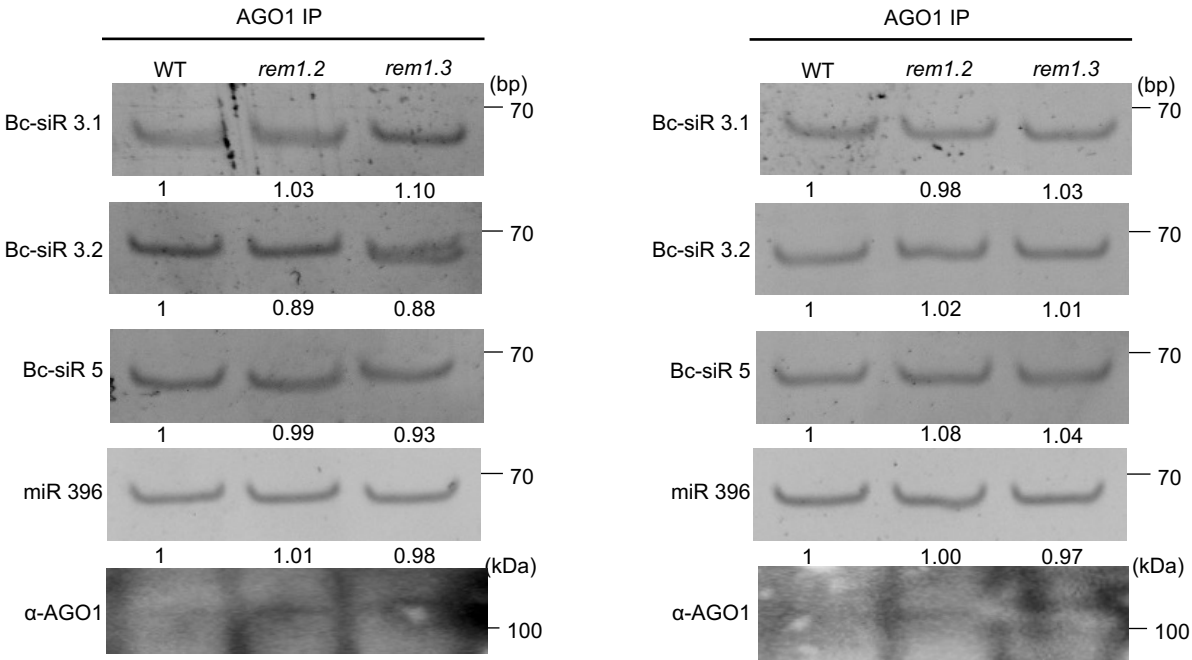 AGO1 IP
WT rem1.2 rem1.3
(bp)
Bc-siR 3.1
70
1 1.03 1.10
Bc-siR 3.2
70
1 0.89 0.88
Bc-siR 5
70
1 0.99 0.93
miR 396
70
1 1.01 0.98
(kDa)
α-AGO1
100
AGO1 IP
WT rem1.2 rem1.3
(bp)
Bc-siR 3.1
70
1 0.98 1.03
Bc-siR 3.2
70
1 1.02 1.01
Bc-siR 5
70
1 1.08 1.04
miR 396
70
1 1.00 0.97
(kDa)
α-AGO1
100